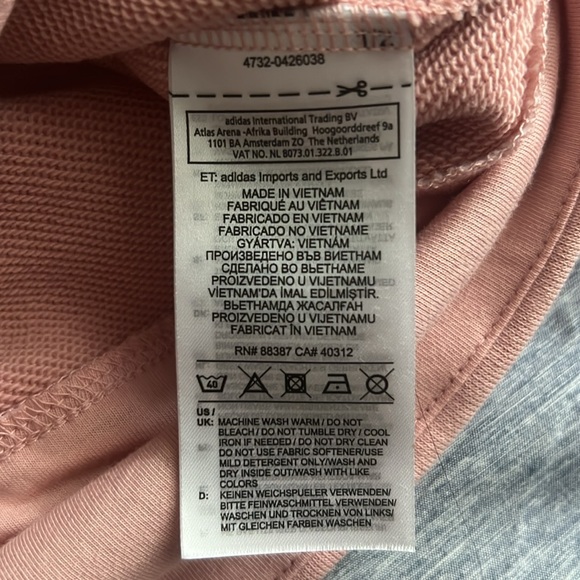 4732-0426038
adidas International Trading BV
Atlas Arena -Afrika Building Hoogoorddreef 9a
1101 BA Amsterdam ZO The Netherlands
VAT NO. NL 8073.01.322.B.01
ET: adidas Imports and Exports Ltd
MADE IN VIETNAM
FABRIQUÉ AU VIÊTNAM
FABRICADO EN VIETNAM
FABRICADO NO VIETNAME
GYÁRTVA: VIETNÁM
ПРОИЗВЕДЕНО ВЪВ ВИЕТНАМ
СДЕЛАНО ВО ВЬЕТНАМЕ
PROIZVEDENO U VIJETNAMU
VİETNAM'DA İMAL EDİLMİŞTİR.
ВЬЕТНАМДА ЖАСАЛҒАН
PROIZVEDENO U VIJETNAMU
FABRICAT ÎN VIETNAM
RN# 88387 CA# 40312
40
US /
UK: MACHINE WASH WARM / DO NOT
BLEACH / DO NOT TUMBLE DRY / COOL
IRON IF NEEDED / DO NOT DRY CLEAN
DO NOT USE FABRIC SOFTENER/USE
MILD DETERGENT ONLY/WASH AND
DRY INSIDE OUT/WASH WITH LIKE
COLORS
D: KEINEN WEICHSPUELER VERWENDEN/
BITTE FEINWASCHMITTEL VERWENDEN/
WASCHEN UND TROCKNEN VON LINKS/
MIT GLEICHEN FARBEN WASCHEN